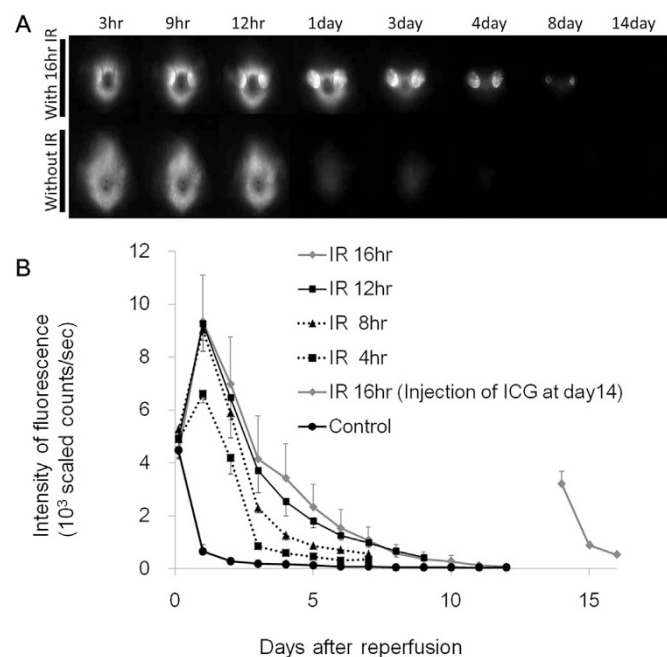 A
3hr 9hr 12hr 1day 3day 4day 8day 14day
With 16hr IR
Without IR
B
Intensity of fluorescence
(10³ scaled counts/sec)
12
10
8
6
4
2
0
IR 16hr
IR 12hr
IR 8hr
IR 4hr
IR 16hr (Injection of ICG at day14)
Control
0 5 10 15
Days after reperfusion